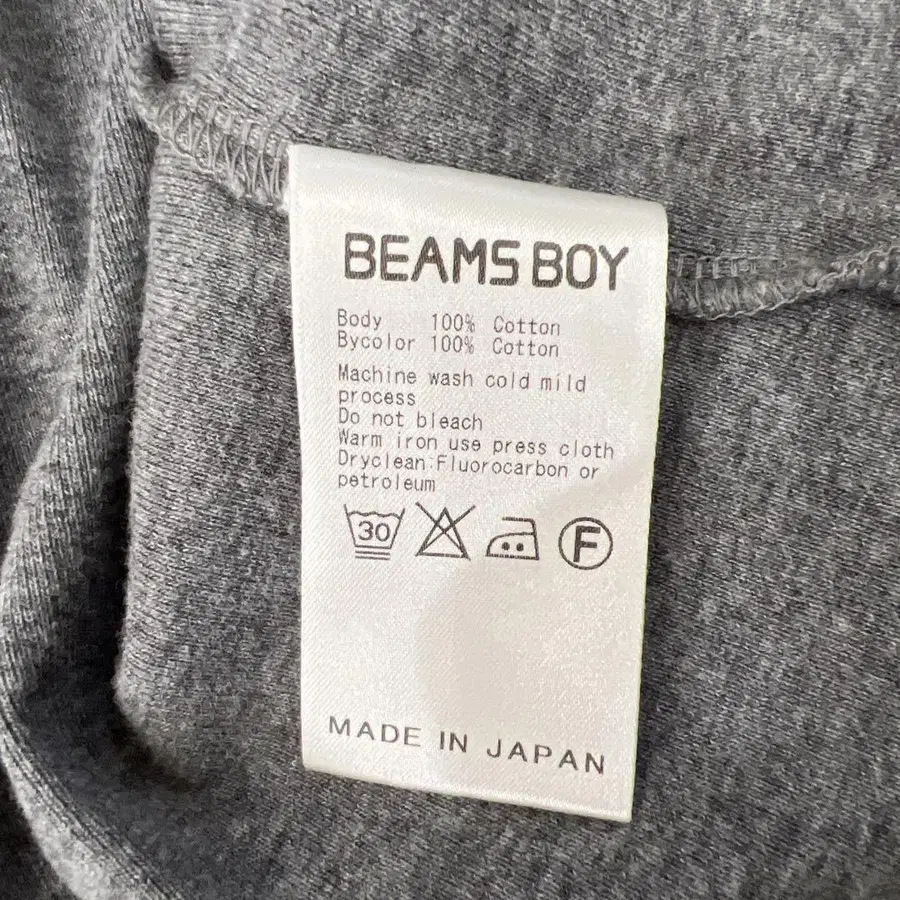 BEAMS BOY
Body 100% Cotton
Bycolor 100% Cotton
Machine wash cold mild
process
Do not bleach
Warm iron use press cloth
Dryclean:Fluorocarbon or
petroleum
30 F
MADE IN JAPAN